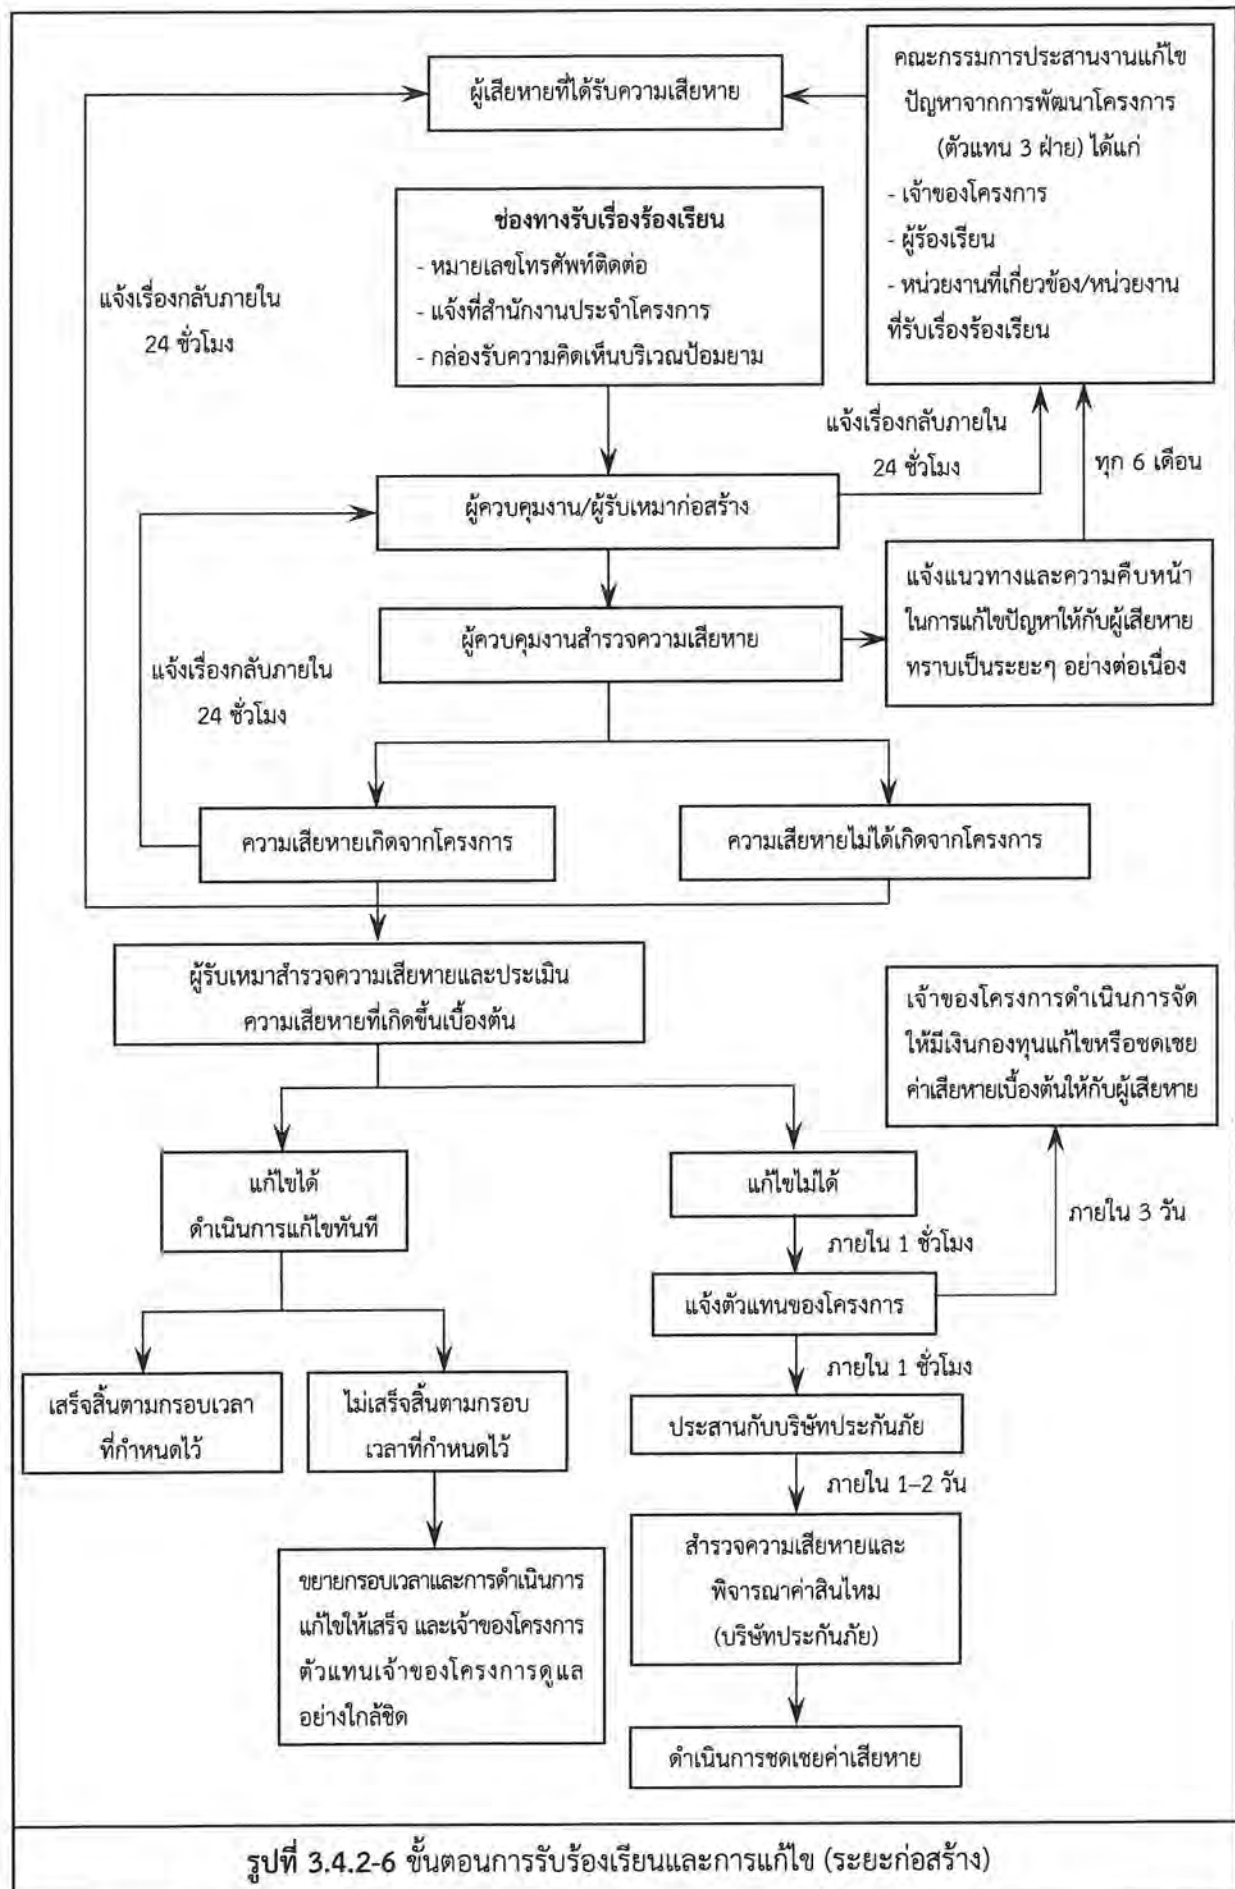 ผู้เสียหายที่ได้รับความเสียหาย
คณะกรรมการประสานงานแก้ไข
ปัญหาจากการพัฒนาโครงการ
(ตัวแทน 3 ฝ่าย) ได้แก่
- เจ้าของโครงการ
- ผู้ร้องเรียน
- หน่วยงานที่เกี่ยวข้อง/หน่วยงาน
ที่รับเรื่องร้องเรียน
ช่องทางรับเรื่องร้องเรียน
- หมายเลขโทรศัพท์ติดต่อ
- แจ้งที่สำนักงานประจำโครงการ
- กล่องรับความคิดเห็นบริเวณป้อมยาม
แจ้งเรื่องกลับภายใน
24 ชั่วโมง
แจ้งเรื่องกลับภายใน
24 ชั่วโมง
ทุก 6 เดือน
ผู้ควบคุมงาน/ผู้รับเหมาก่อสร้าง
แจ้งแนวทางและความคืบหน้า
ในการแก้ไขปัญหาให้กับผู้เสียหาย
ทราบเป็นระยะๆ อย่างต่อเนื่อง
ผู้ควบคุมงานสำรวจความเสียหาย
แจ้งเรื่องกลับภายใน
24 ชั่วโมง
ความเสียหายเกิดจากโครงการ
ความเสียหายไม่ได้เกิดจากโครงการ
ผู้รับเหมาสำรวจความเสียหายและประเมิน
ความเสียหายที่เกิดขึ้นเบื้องต้น
เจ้าของโครงการดำเนินการจัด
ให้มีเงินกองทุนแก้ไขหรือชดเชย
ค่าเสียหายเบื้องต้นให้กับผู้เสียหาย
แก้ไขได้
ดำเนินการแก้ไขทันที
แก้ไขไม่ได้
ภายใน 3 วัน
ภายใน 1 ชั่วโมง
แจ้งตัวแทนของโครงการ
ภายใน 1 ชั่วโมง
เสร็จสิ้นตามกรอบเวลา
ที่กำหนดไว้
ไม่เสร็จสิ้นตามกรอบ
เวลาที่กำหนดไว้
ประสานกับบริษัทประกันภัย
ภายใน 1–2 วัน
สำรวจความเสียหายและ
พิจารณาค่าสินไหม
(บริษัทประกันภัย)
ขยายกรอบเวลาและการดำเนินการ
แก้ไขให้เสร็จ และเจ้าของโครงการ
ตัวแทนเจ้าของโครงการดูแล
อย่างใกล้ชิด
ดำเนินการชดเชยค่าเสียหาย
รูปที่ 3.4.2-6 ขั้นตอนการรับร้องเรียนและการแก้ไข (ระยะก่อสร้าง)